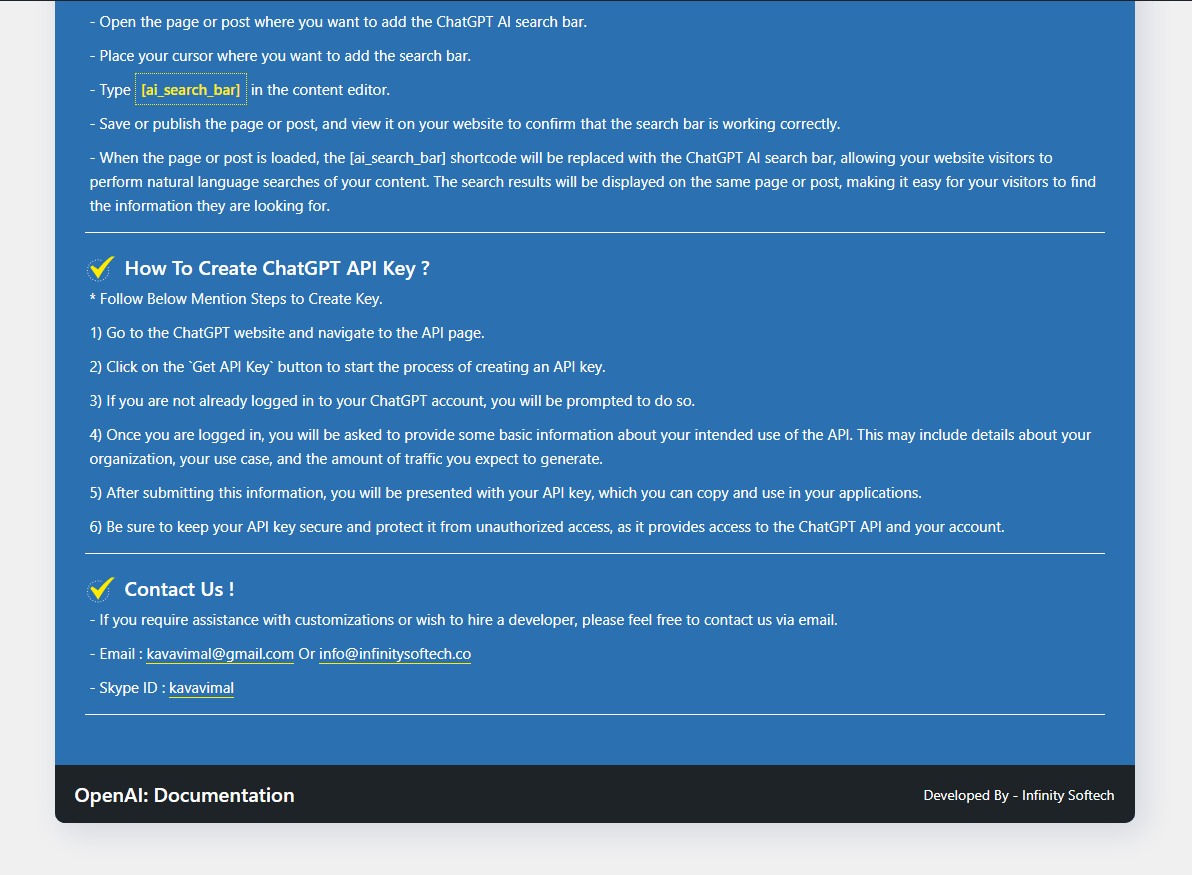 - Open the page or post where you want to add the ChatGPT AI search bar.
- Place your cursor where you want to add the search bar.
- Type [ai_search_bar] in the content editor.
- Save or publish the page or post, and view it on your website to confirm that the search bar is working correctly.
- When the page or post is loaded, the [ai_search_bar] shortcode will be replaced with the ChatGPT AI search bar, allowing your website visitors to
perform natural language searches of your content. The search results will be displayed on the same page or post, making it easy for your visitors to find
the information they are looking for.
How To Create ChatGPT API Key ?
* Follow Below Mention Steps to Create Key.
1) Go to the ChatGPT website and navigate to the API page.
2) Click on the `Get API Key` button to start the process of creating an API key.
3) If you are not already logged in to your ChatGPT account, you will be prompted to do so.
4) Once you are logged in, you will be asked to provide some basic information about your intended use of the API. This may include details about your
organization, your use case, and the amount of traffic you expect to generate.
5) After submitting this information, you will be presented with your API key, which you can copy and use in your applications.
6) Be sure to keep your API key secure and protect it from unauthorized access, as it provides access to the ChatGPT API and your account.
Contact Us !
- If you require assistance with customizations or wish to hire a developer, please feel free to contact us via email.
- Email : kavavimal@gmail.com Or info@infinitysoftech.co
- Skype ID : kavavimal
OpenAI: Documentation
Developed By - Infinity Softech